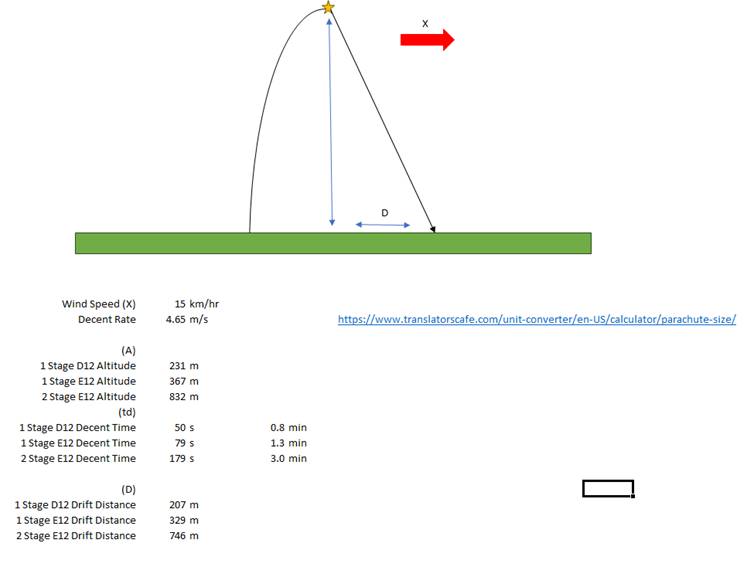 X
D
Wind Speed (X) 15 km/hr
Decent Rate 4.65 m/s https://www.translatorscafe.com/unit-converter/en-US/calculator/parachute-size/
(A)
1 Stage D12 Altitude 231 m
1 Stage E12 Altitude 367 m
2 Stage E12 Altitude 832 m
(td)
1 Stage D12 Decent Time 50 s 0.8 min
1 Stage E12 Decent Time 79 s 1.3 min
2 Stage E12 Decent Time 179 s 3.0 min
(D)
1 Stage D12 Drift Distance 207 m
1 Stage E12 Drift Distance 329 m
2 Stage E12 Drift Distance 746 m